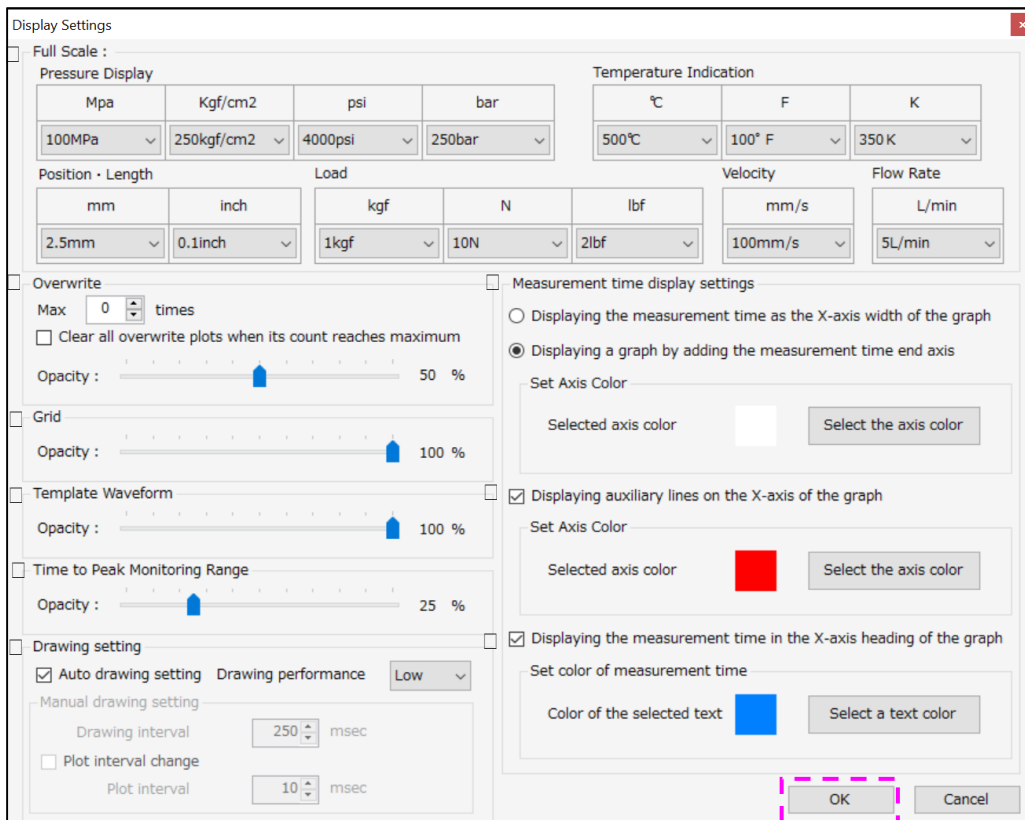 Display Settings
Full Scale :
Pressure Display
Temperature Indication
Mpa Kgf/cm2 psi bar
℃ F K
100MPa 250kgf/cm2 4000psi 250bar
500℃ 100° F 350 K
Position・Length
Load
Velocity
Flow Rate
mm inch
kgf N lbf
mm/s
L/min
2.5mm 0.1inch
1kgf 10N 2lbf
100mm/s
5L/min
Overwrite
Max 0 times
Clear all overwrite plots when its count reaches maximum
Opacity : 50 %
Grid
Opacity : 100 %
Template Waveform
Opacity : 100 %
Time to Peak Monitoring Range
Opacity : 25 %
Drawing setting
Auto drawing setting Drawing performance Low
Manual drawing setting
Drawing interval 250 msec
Plot interval change
Plot interval 10 msec
Measurement time display settings
Displaying the measurement time as the X-axis width of the graph
Displaying a graph by adding the measurement time end axis
Set Axis Color
Selected axis color Select the axis color
Displaying auxiliary lines on the X-axis of the graph
Set Axis Color
Selected axis color Select the axis color
Displaying the measurement time in the X-axis heading of the graph
Set color of measurement time
Color of the selected text Select a text color
OK Cancel